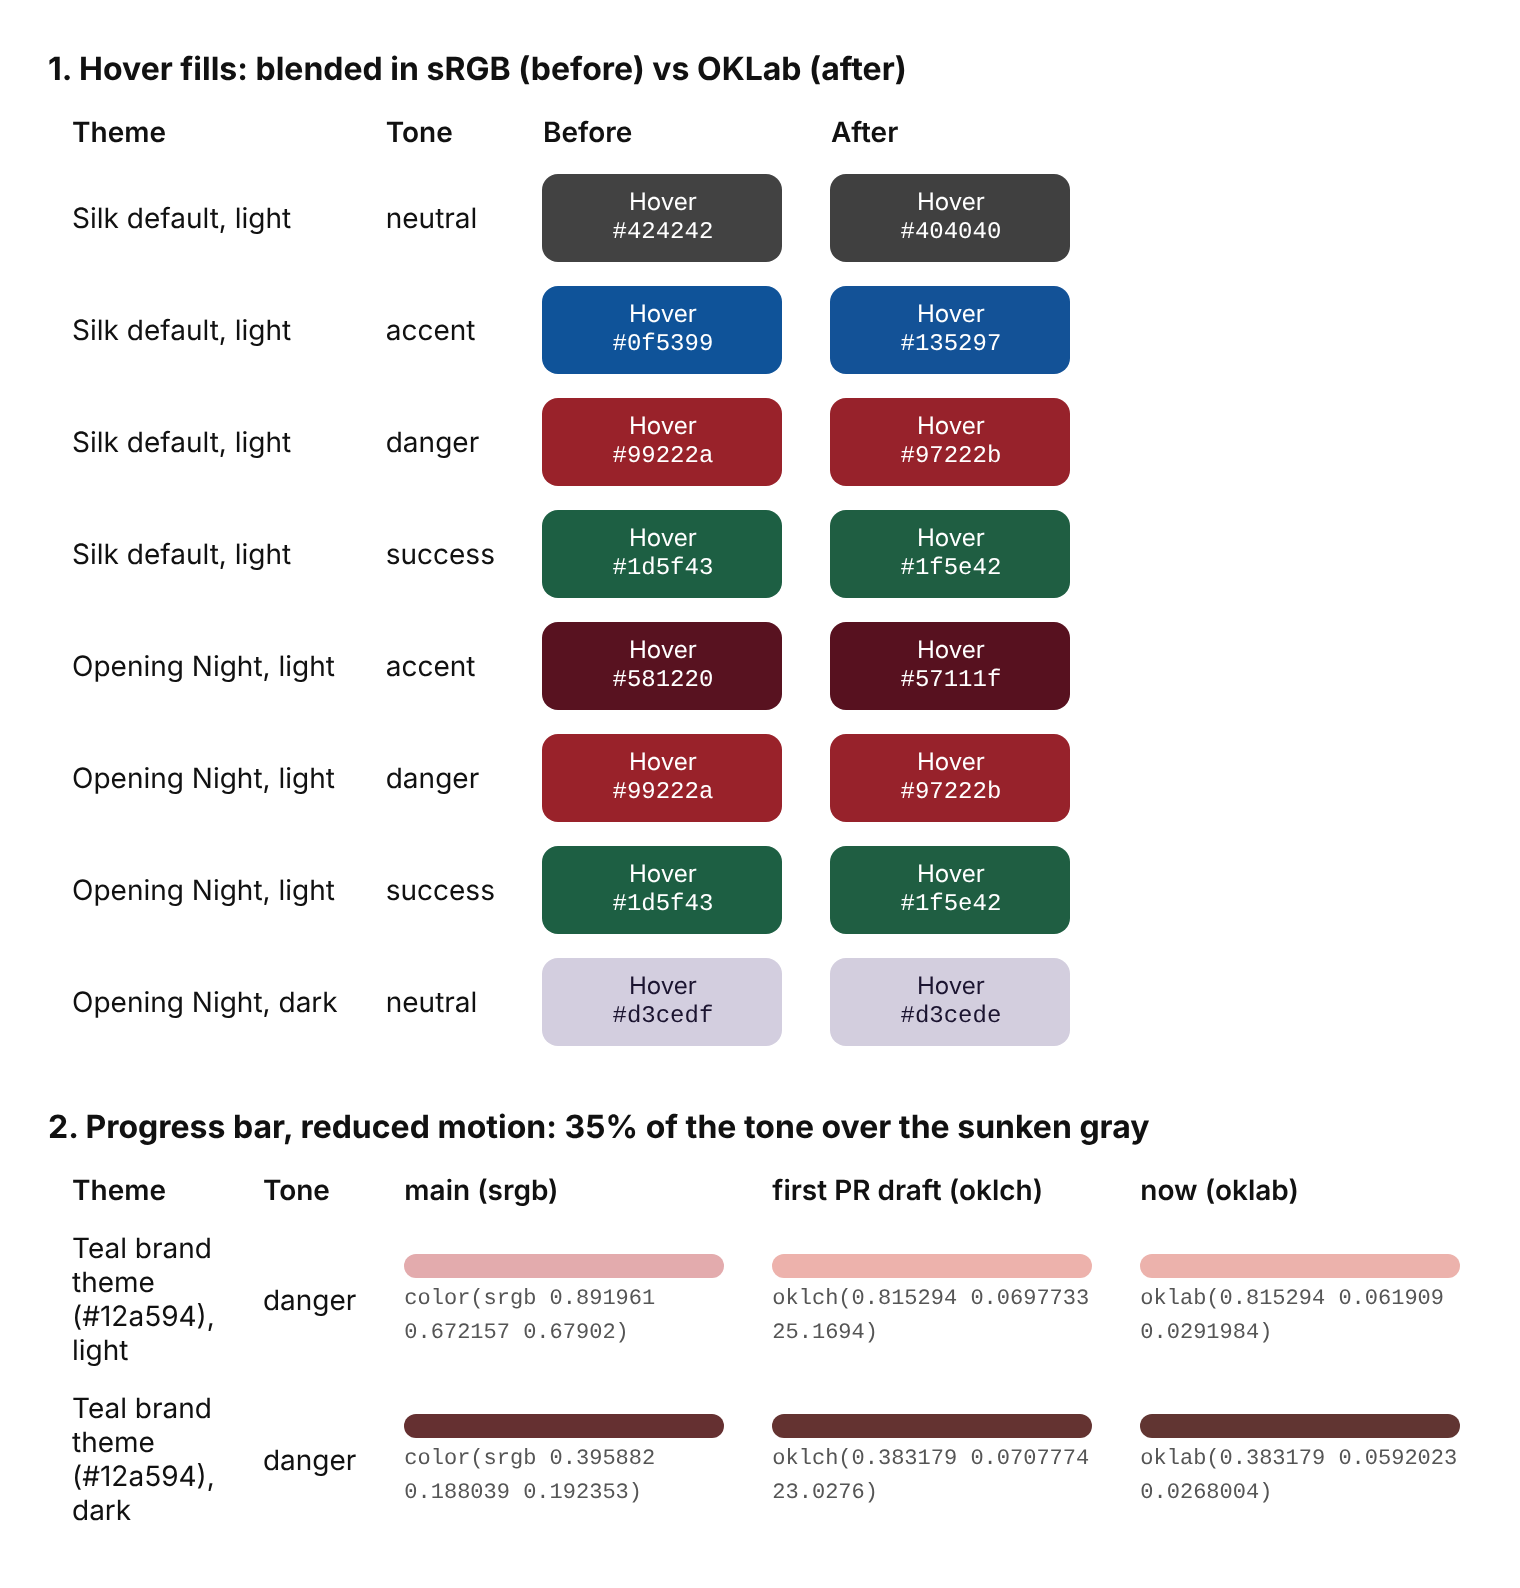 1. Hover fills: blended in sRGB (before) vs OKLab (after)
Theme Tone Before After
Silk default, light neutral Hover #424242 Hover #404040
Silk default, light accent Hover #0f5399 Hover #135297
Silk default, light danger Hover #99222a Hover #97222b
Silk default, light success Hover #1d5f43 Hover #1f5e42
Opening Night, light accent Hover #581220 Hover #57111f
Opening Night, light danger Hover #99222a Hover #97222b
Opening Night, light success Hover #1d5f43 Hover #1f5e42
Opening Night, dark neutral Hover #d3cedf Hover #d3cede
2. Progress bar, reduced motion: 35% of the tone over the sunken gray
Theme Tone main (srgb) first PR draft (oklch) now (oklab)
Teal brand
theme
(#12a594),
light
danger
color(srgb 0.891961
0.672157 0.67902)
oklch(0.815294 0.0697733
25.1694)
oklab(0.815294 0.061909
0.0291984)
Teal brand
theme
(#12a594),
dark
danger
color(srgb 0.395882
0.188039 0.192353)
oklch(0.383179 0.0707774
23.0276)
oklab(0.383179 0.0592023
0.0268004)